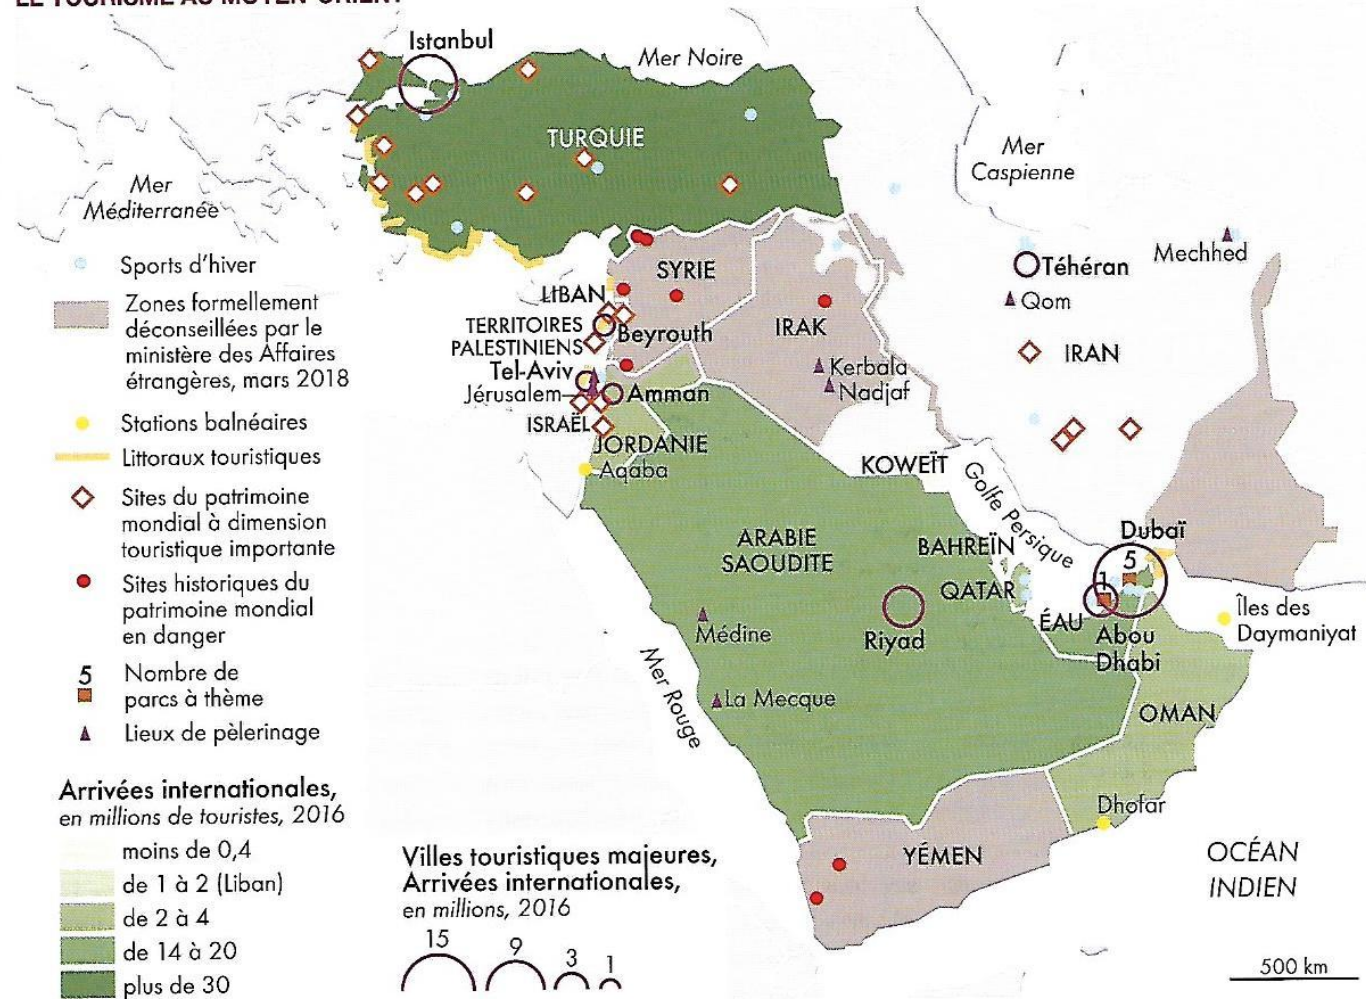 LE TOURISME AU MOYEN-ORIENT
Istanbul
Mer Noire
TURQUIE
Mer
Caspienne
Mer
Méditerranée
Mechhed
Téhéran
Qom
IRAN
SYRIE
LIBAN
TERRITOIRES
PALESTINIENS
Beyrouth
IRAK
Tel-Aviv
Jérusalem
Kerbala
Nadjaf
Amman
ISRAËL
JORDANIE
Aqaba
KOWEÏT
Golfe Persique
ARABIE
SAOUDITE
BAHREÏN
QATAR
Dubaï
5
1
ÉAU
Abou
Dhabi
Îles des
Daymaniyat
Médine
Riyad
Mer Rouge
La Mecque
OMAN
Dhofar
YÉMEN
OCÉAN
INDIEN
500 km
Sports d'hiver
Zones formellement
déconseillées par le
ministère des Affaires
étrangères, mars 2018
Stations balnéaires
Littoraux touristiques
Sites du patrimoine
mondial à dimension
touristique importante
Sites historiques du
patrimoine mondial
en danger
5
Nombre de
parcs à thème
Lieux de pèlerinage
Arrivées internationales,
en millions de touristes, 2016
moins de 0,4
de 1 à 2 (Liban)
de 2 à 4
de 14 à 20
plus de 30
Villes touristiques majeures,
Arrivées internationales,
en millions, 2016
15 9 3 1